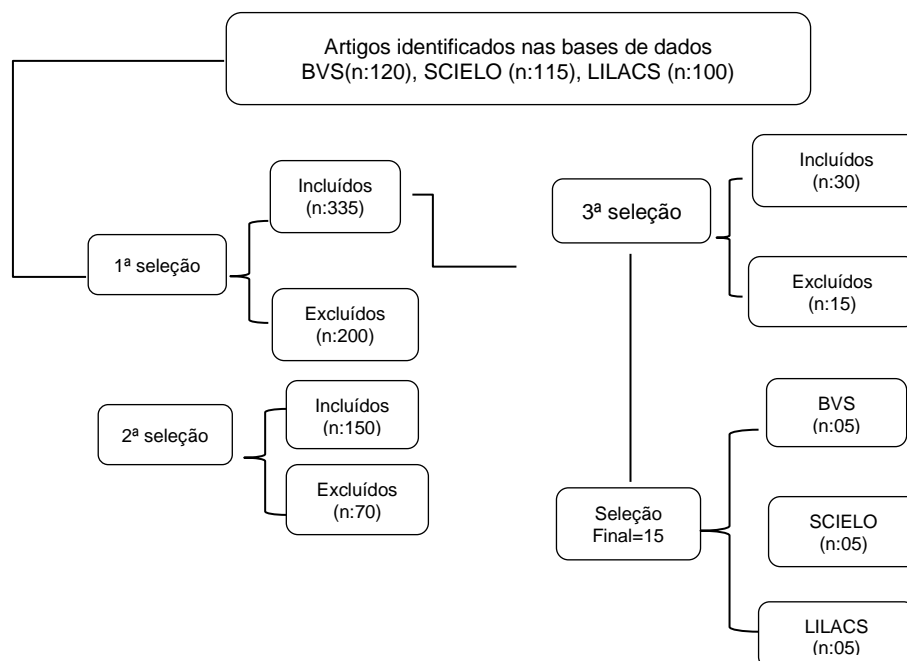 Artigos identificados nas bases de dados
BVS(n:120), SCIELO (n:115), LILACS (n:100)
1ª seleção
Incluídos
(n:335)
Excluídos
(n:200)
2ª seleção
Incluídos
(n:150)
Excluídos
(n:70)
3ª seleção
Incluídos
(n:30)
Excluídos
(n:15)
Seleção
Final=15
BVS
(n:05)
SCIELO
(n:05)
LILACS
(n:05)